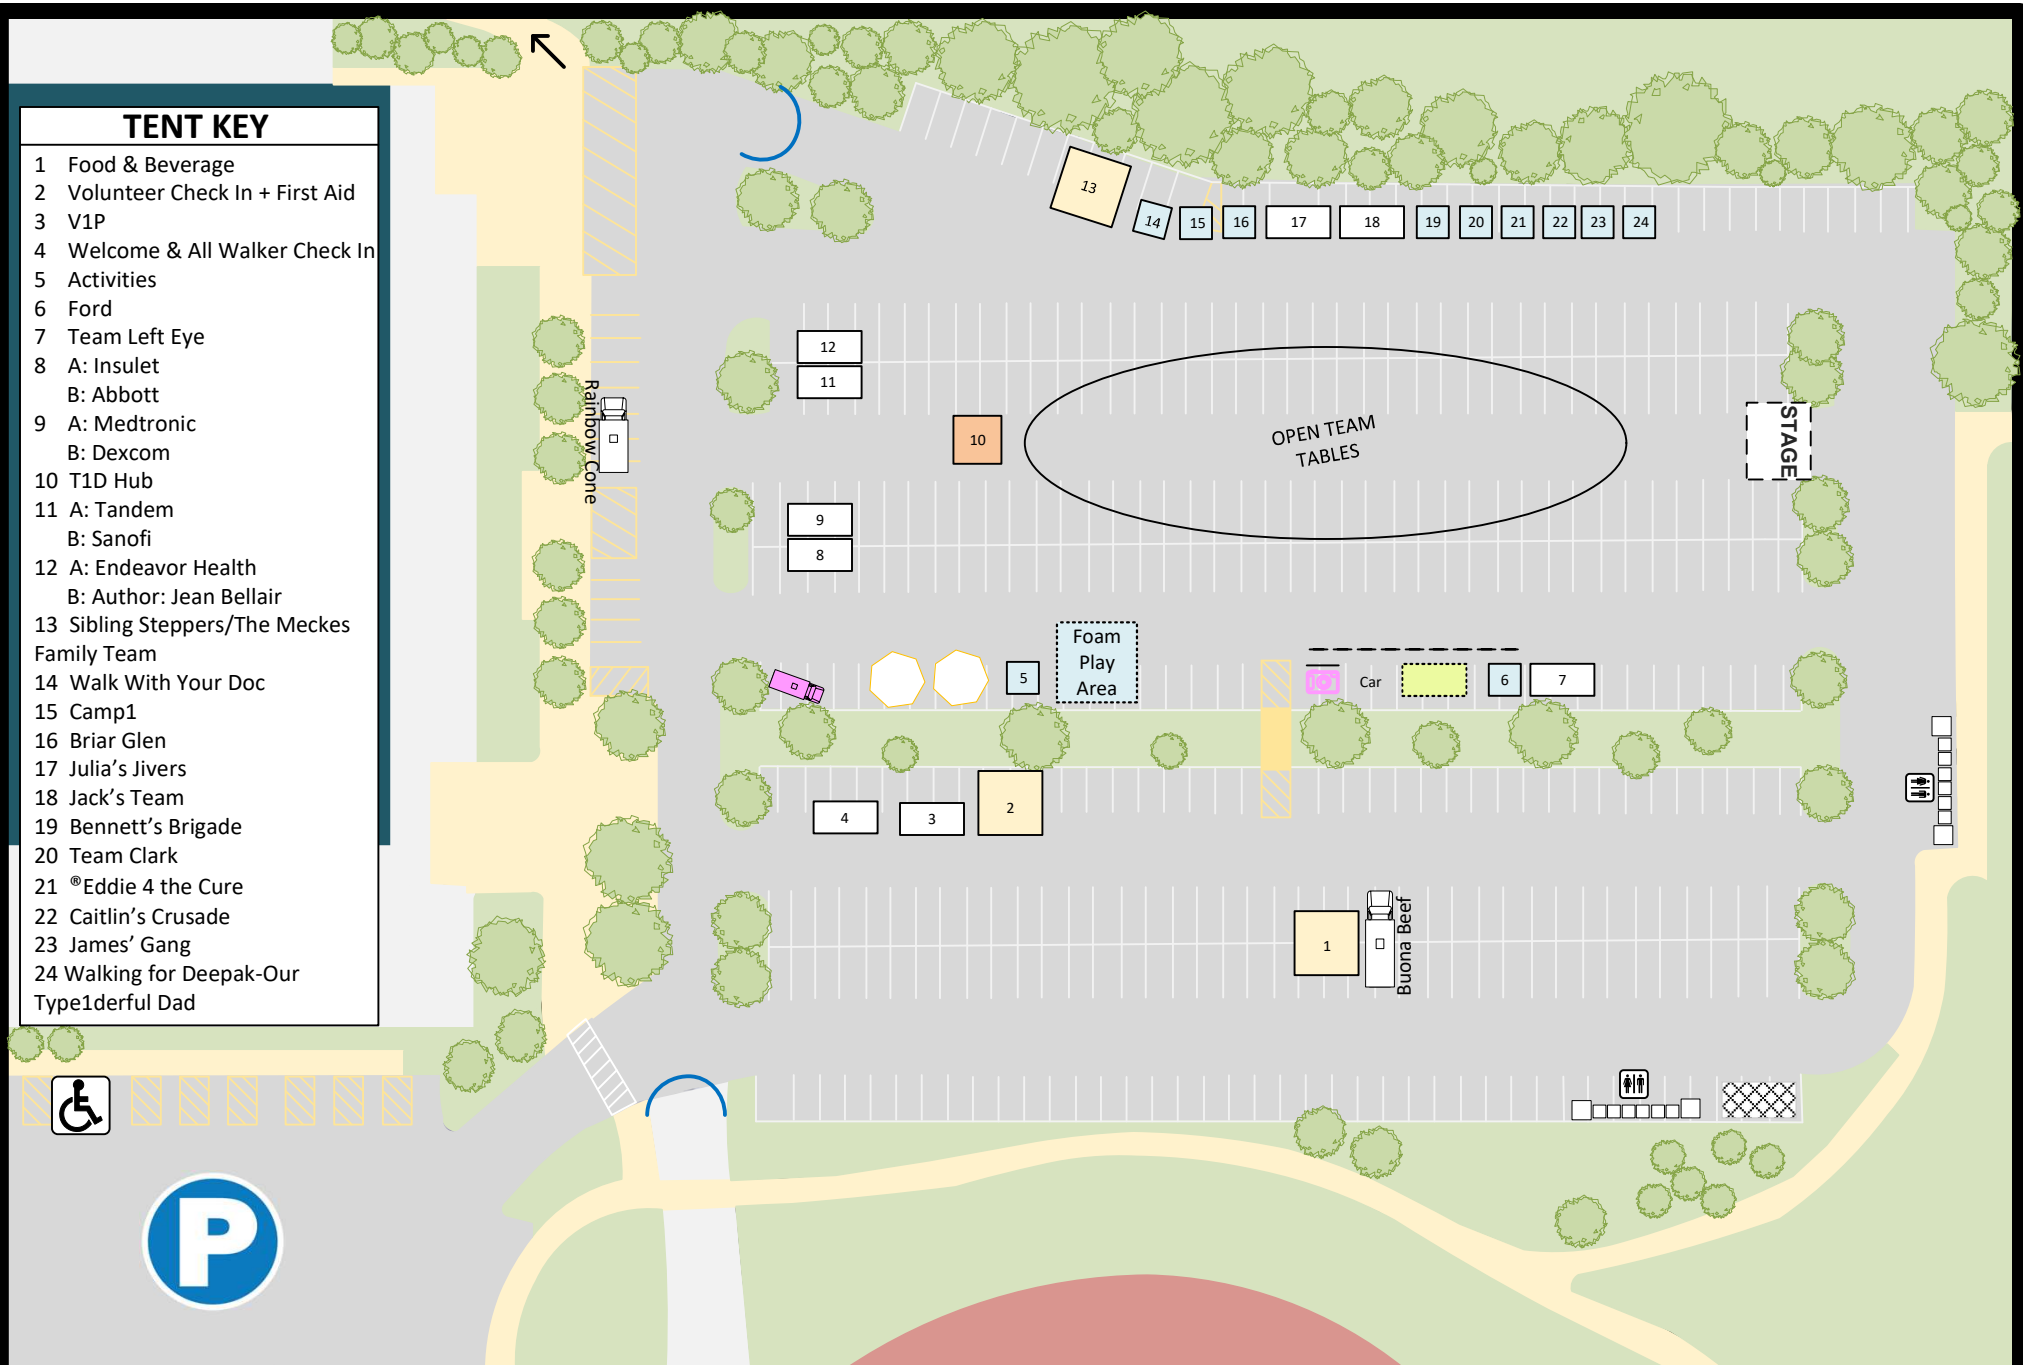 TENT KEY
1 Food & Beverage
2 Volunteer Check In + First Aid
3 V1P
4 Welcome & All Walker Check In
5 Activities
6 Ford
7 Team Left Eye
8 A: Insulet
B: Abbott
9 A: Medtronic
B: Dexcom
10 T1D Hub
11 A: Tandem
B: Sanofi
12 A: Endeavor Health
B: Author: Jean Bellair
13 Sibling Steppers/The Meckes
Family Team
14 Walk With Your Doc
15 Camp1
16 Briar Glen
17 Julia’s Jivers
18 Jack’s Team
19 Bennett’s Brigade
20 Team Clark
21 ®Eddie 4 the Cure
22 Caitlin’s Crusade
23 James’ Gang
24 Walking for Deepak-Our
Type1derful Dad
13
14
15
16
17
18
19
20
21
22
23
24
12
11
10
OPEN TEAM
TABLES
STAGE
Rainbow Cone
9
8
5
Foam
Play
Area
Car
6
7
4
3
2
1
Buona Beef
P